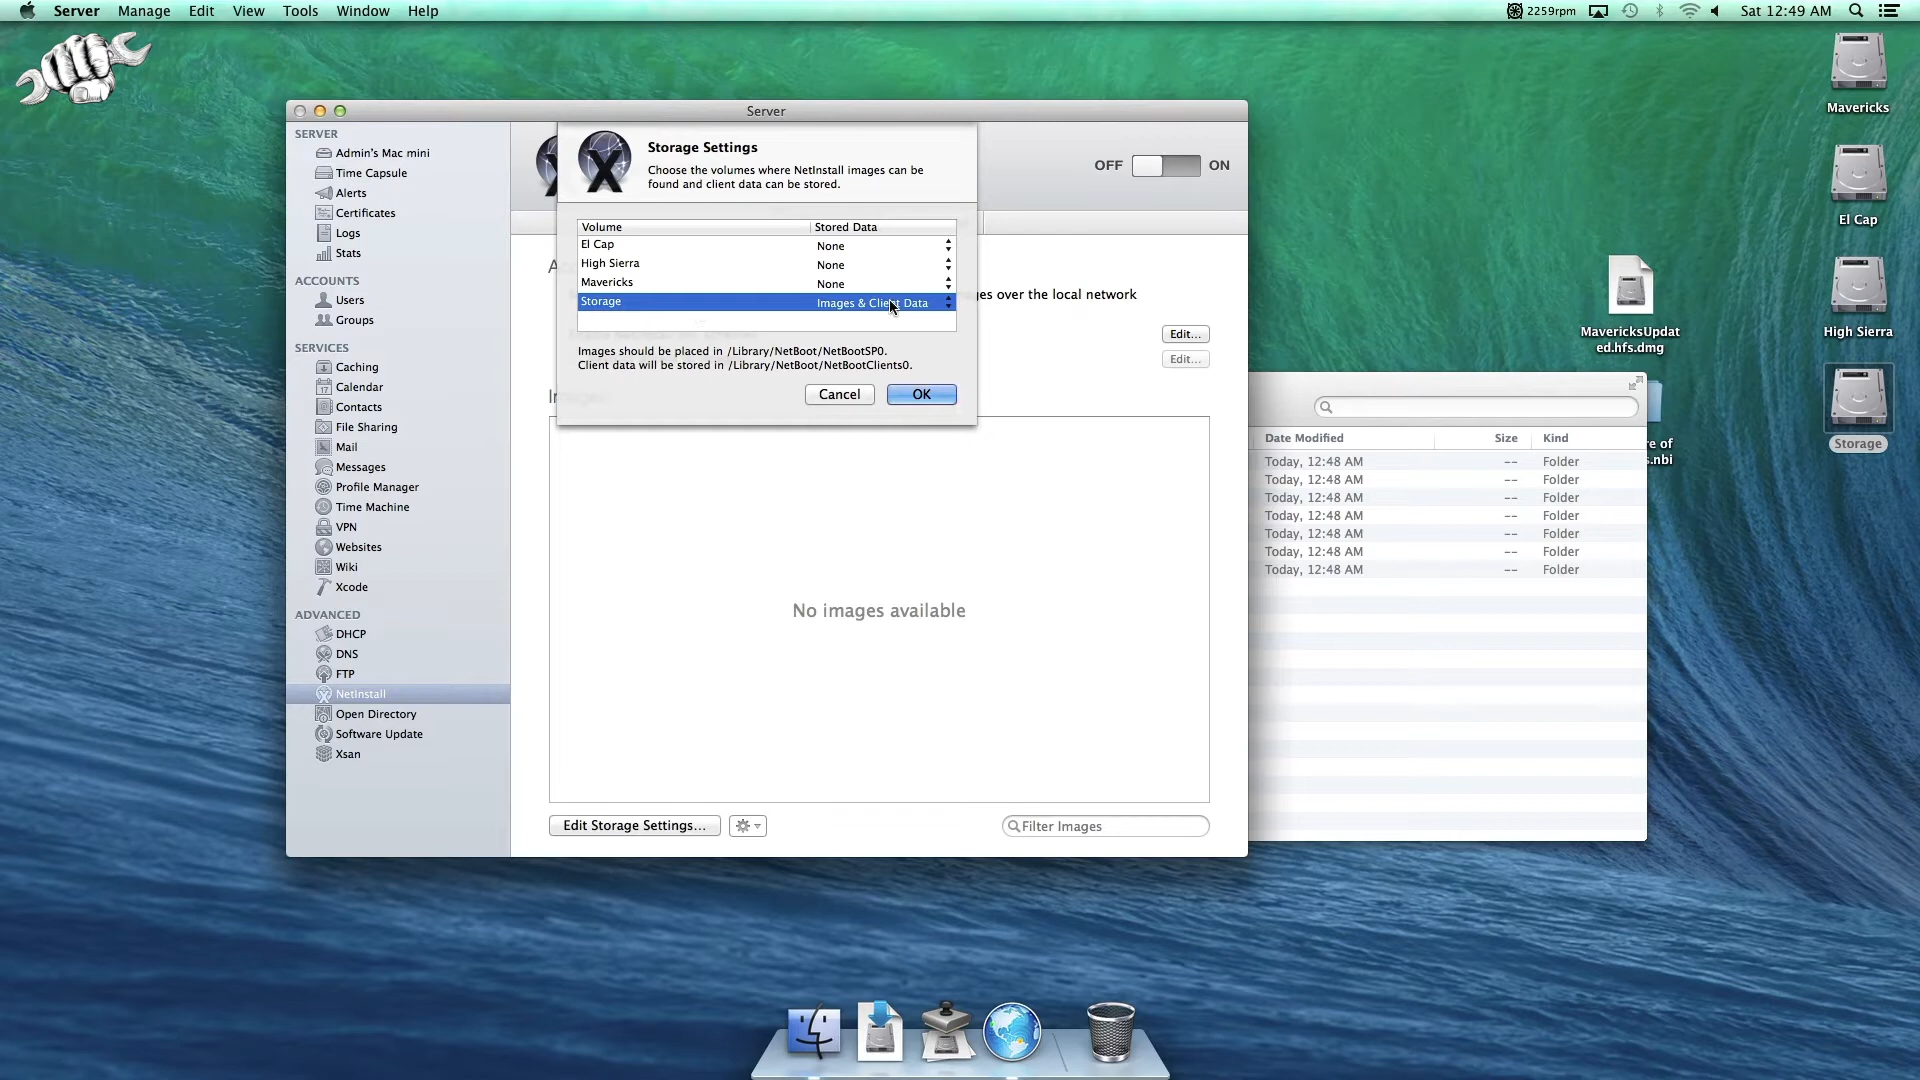 Server Manage Edit View Tools Window Help
2259rpm Sat 12:49 AM
Server
SERVER
Admin's Mac mini
Time Capsule
Alerts
Certificates
Logs
Stats
ACCOUNTS
Users
Groups
SERVICES
Caching
Calendar
Contacts
File Sharing
Mail
Messages
Profile Manager
Time Machine
VPN
Websites
Wiki
Xcode
ADVANCED
DHCP
DNS
FTP
NetInstall
Open Directory
Software Update
Xsan
Storage Settings
Choose the volumes where NetInstall images can be
found and client data can be stored.
Volume Stored Data
El Cap None
High Sierra None
Mavericks None
Storage Images & Client Data
Images should be placed in /Library/NetBoot/NetBootSP0.
Client data will be stored in /Library/NetBoot/NetBootClients0.
Cancel OK
OFF ON
es over the local network
Edit...
Edit...
No images available
Edit Storage Settings...
Filter Images
Date Modified Size Kind
Today, 12:48 AM -- Folder
Today, 12:48 AM -- Folder
Today, 12:48 AM -- Folder
Today, 12:48 AM -- Folder
Today, 12:48 AM -- Folder
Today, 12:48 AM -- Folder
Today, 12:48 AM -- Folder
MavericksUpdat
ed.hfs.dmg
re of
s.nbi
Mavericks
El Cap
High Sierra
Storage